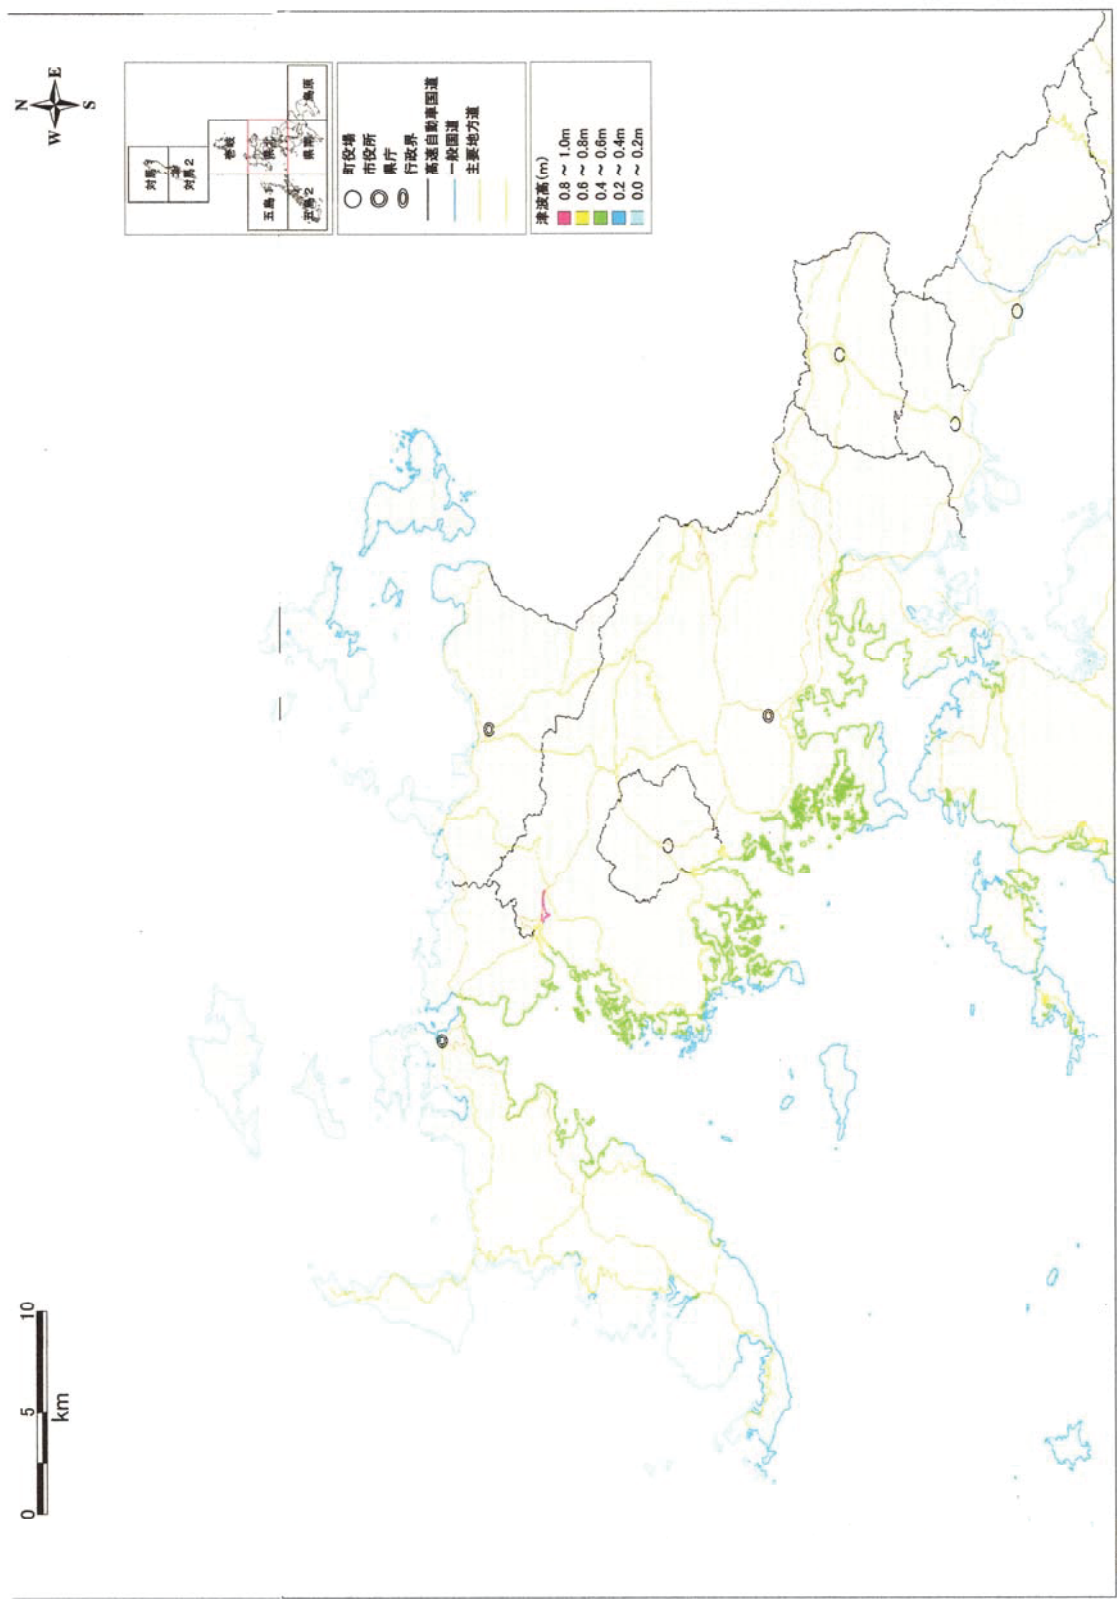 N
W E
S
対馬1
対馬2
壱岐
五島1
県北
五島2
県南
島原
町役場
市役所
県庁
行政界
高速自動車国道
一般国道
主要地方道
津波高(m)
0.8 ~ 1.0m
0.6 ~ 0.8m
0.4 ~ 0.6m
0.2 ~ 0.4m
0.0 ~ 0.2m
0 5 10
km